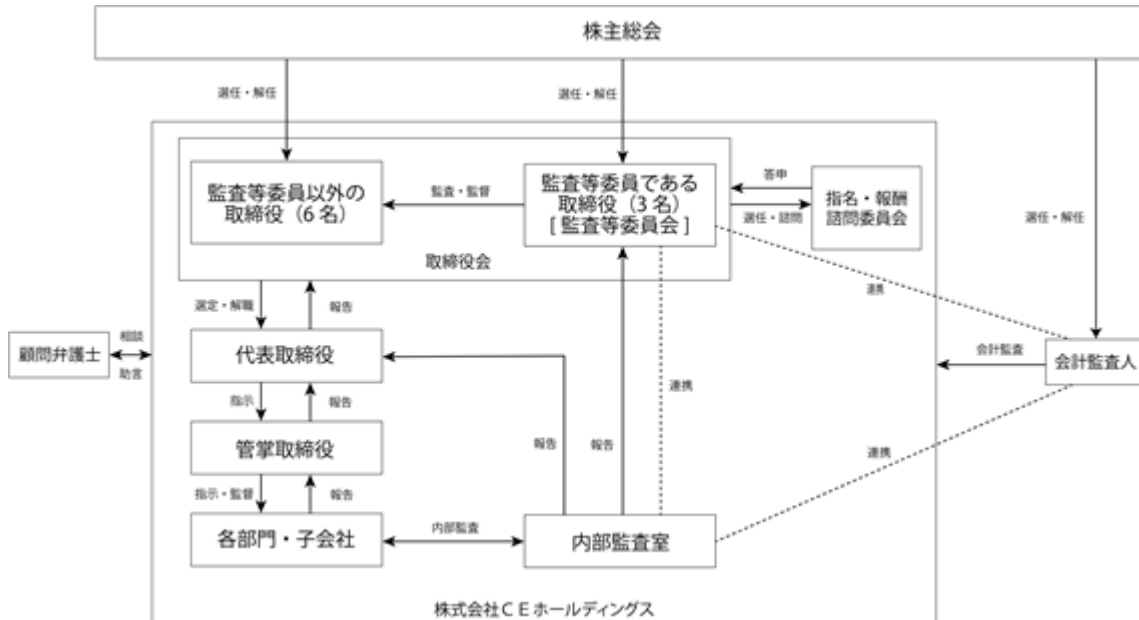 株主総会
選任・解任
選任・解任
選任・解任
監査等委員以外の
取締役（6名）
監査・監督
監査等委員である
取締役（3名）
[ 監査等委員会 ]
答申
選任・諮問
指名・報酬
諮問委員会
取締役会
選定・解職
報告
連携
顧問弁護士
相談
助言
代表取締役
会計監査
会計監査人
指示
報告
連携
管掌取締役
報告
報告
連携
指示・監督
報告
各部門・子会社
内部監査
内部監査室
株式会社ＣＥホールディングス